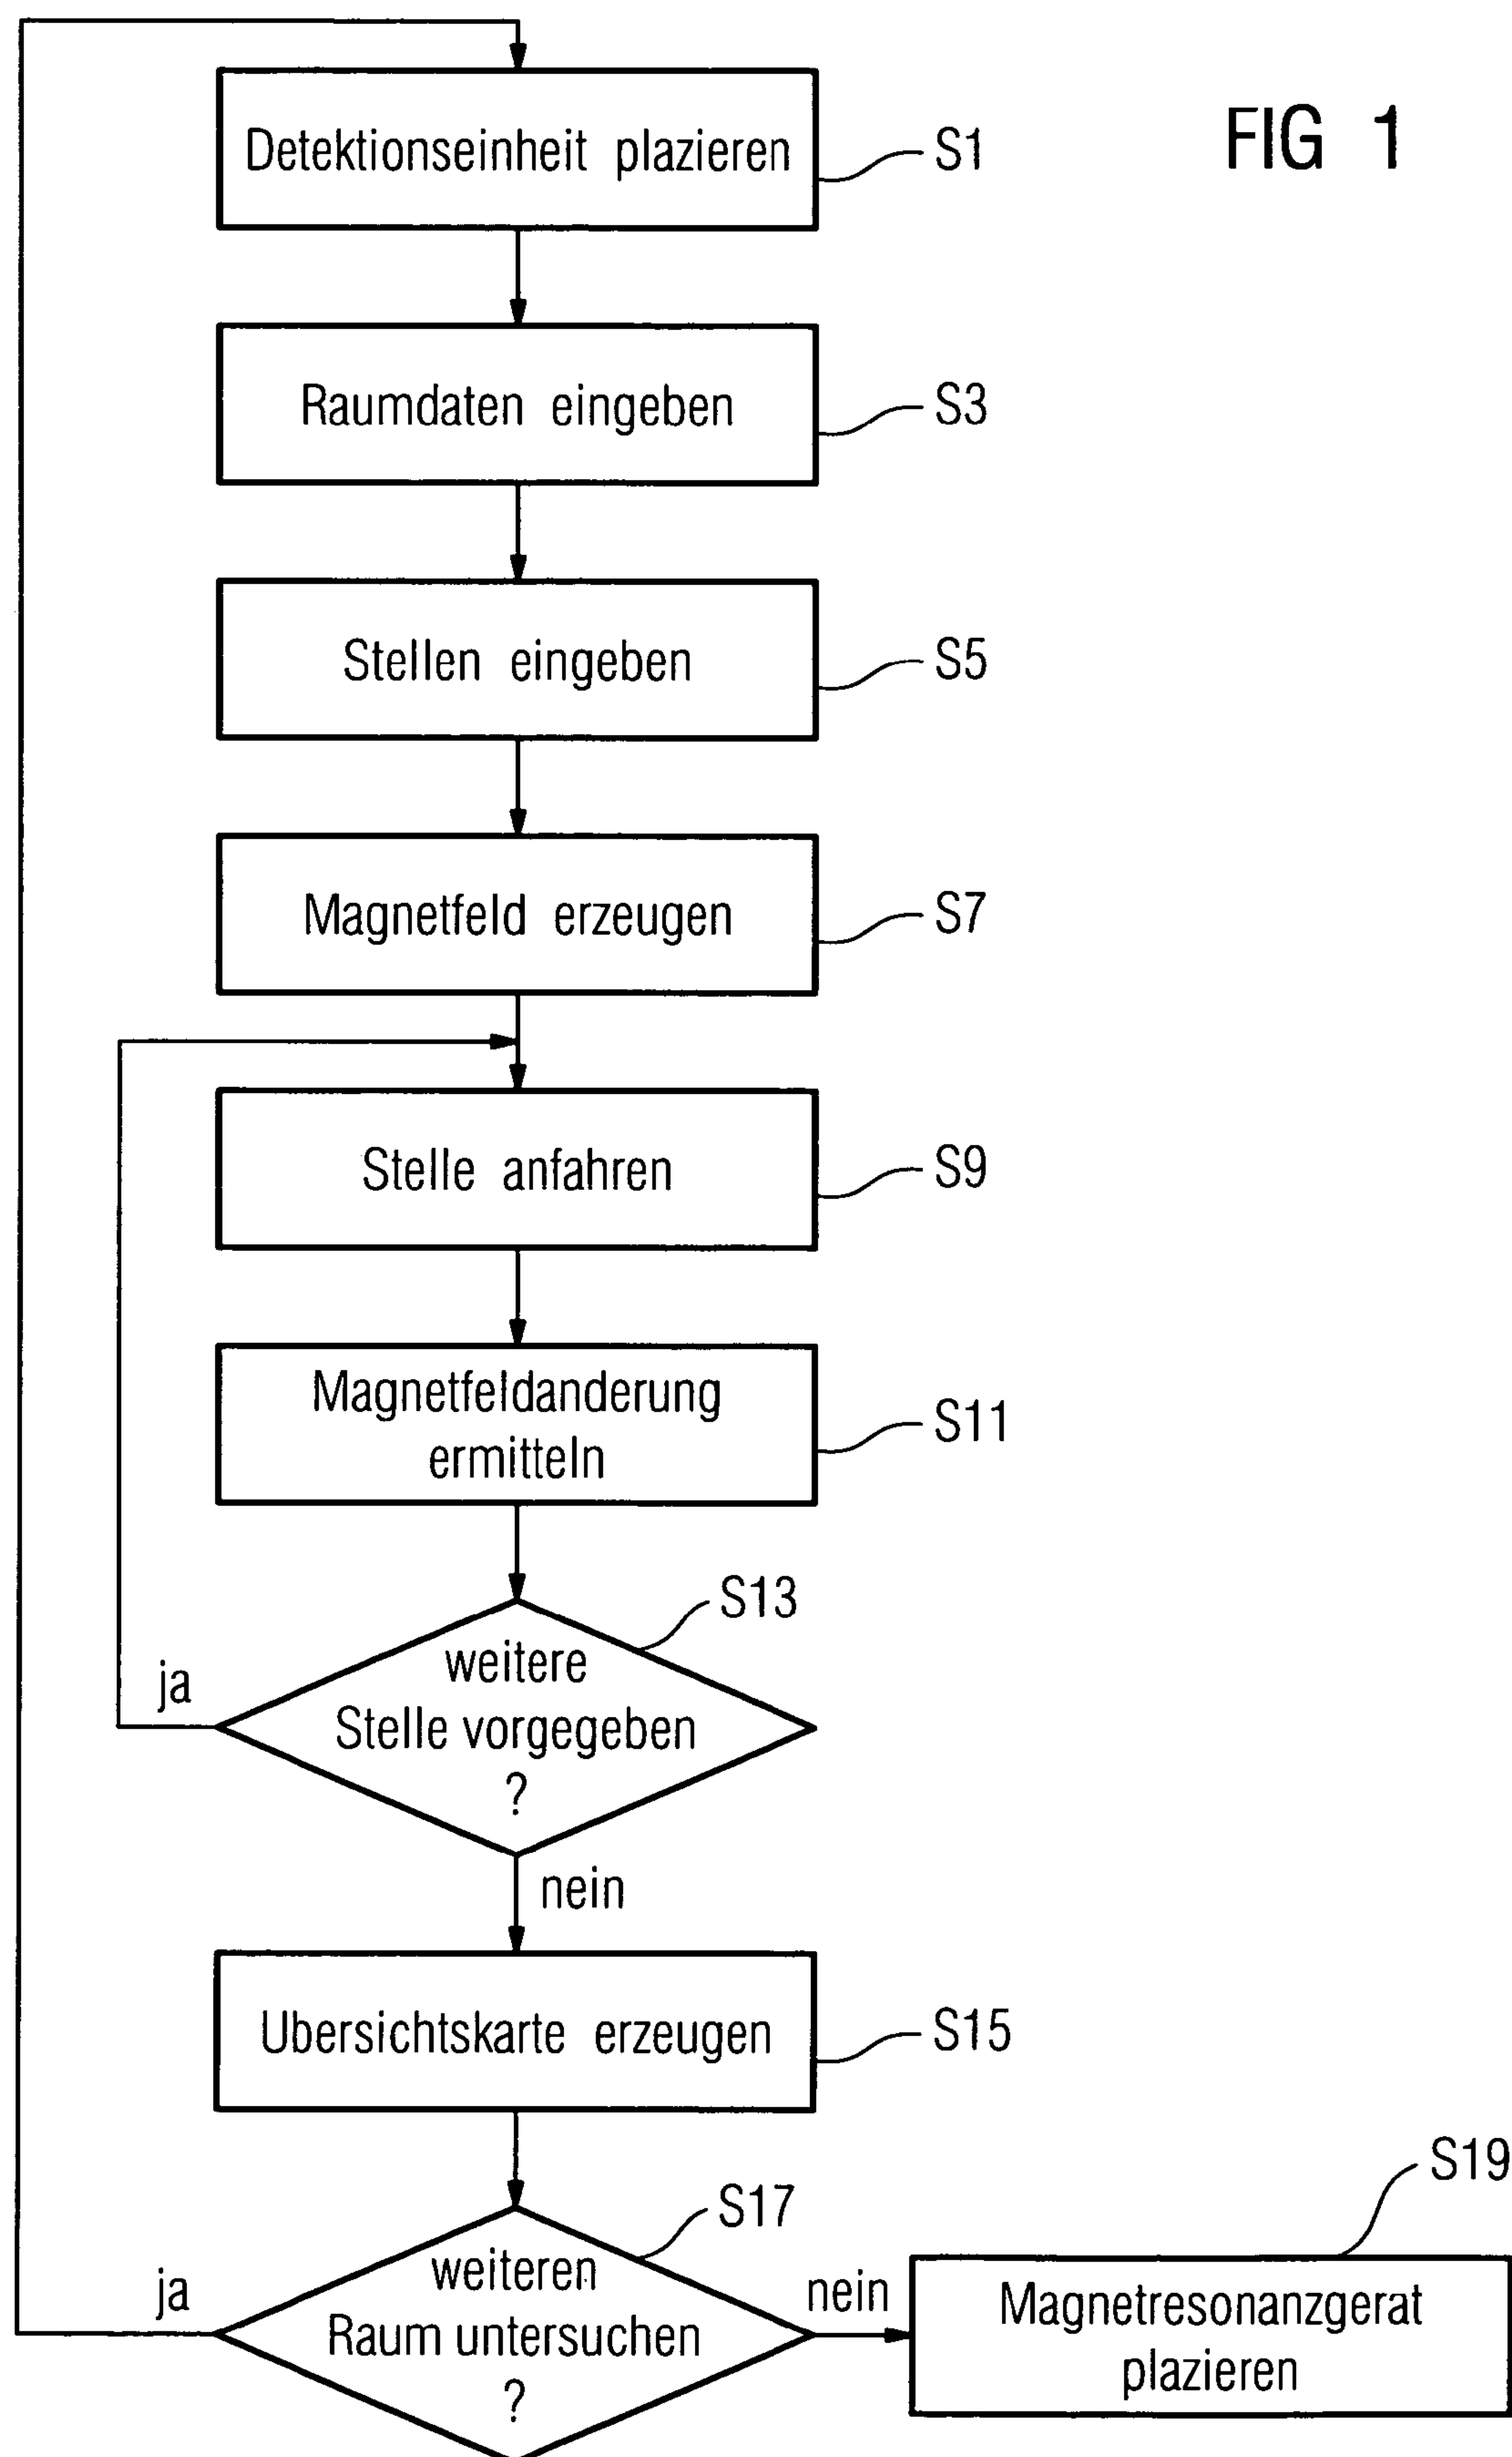 FIG 1
Detektionseinheit plazieren
S1
Raumdaten eingeben
S3
Stellen eingeben
S5
Magnetfeld erzeugen
S7
Stelle anfahren
S9
Magnetfeldanderung
ermitteln
S11
S13
weitere
Stelle vorgegeben
?
ja
nein
Ubersichtskarte erzeugen
S15
S17
weiteren
Raum untersuchen
?
ja
nein
S19
Magnetresonanzgerat
plazieren